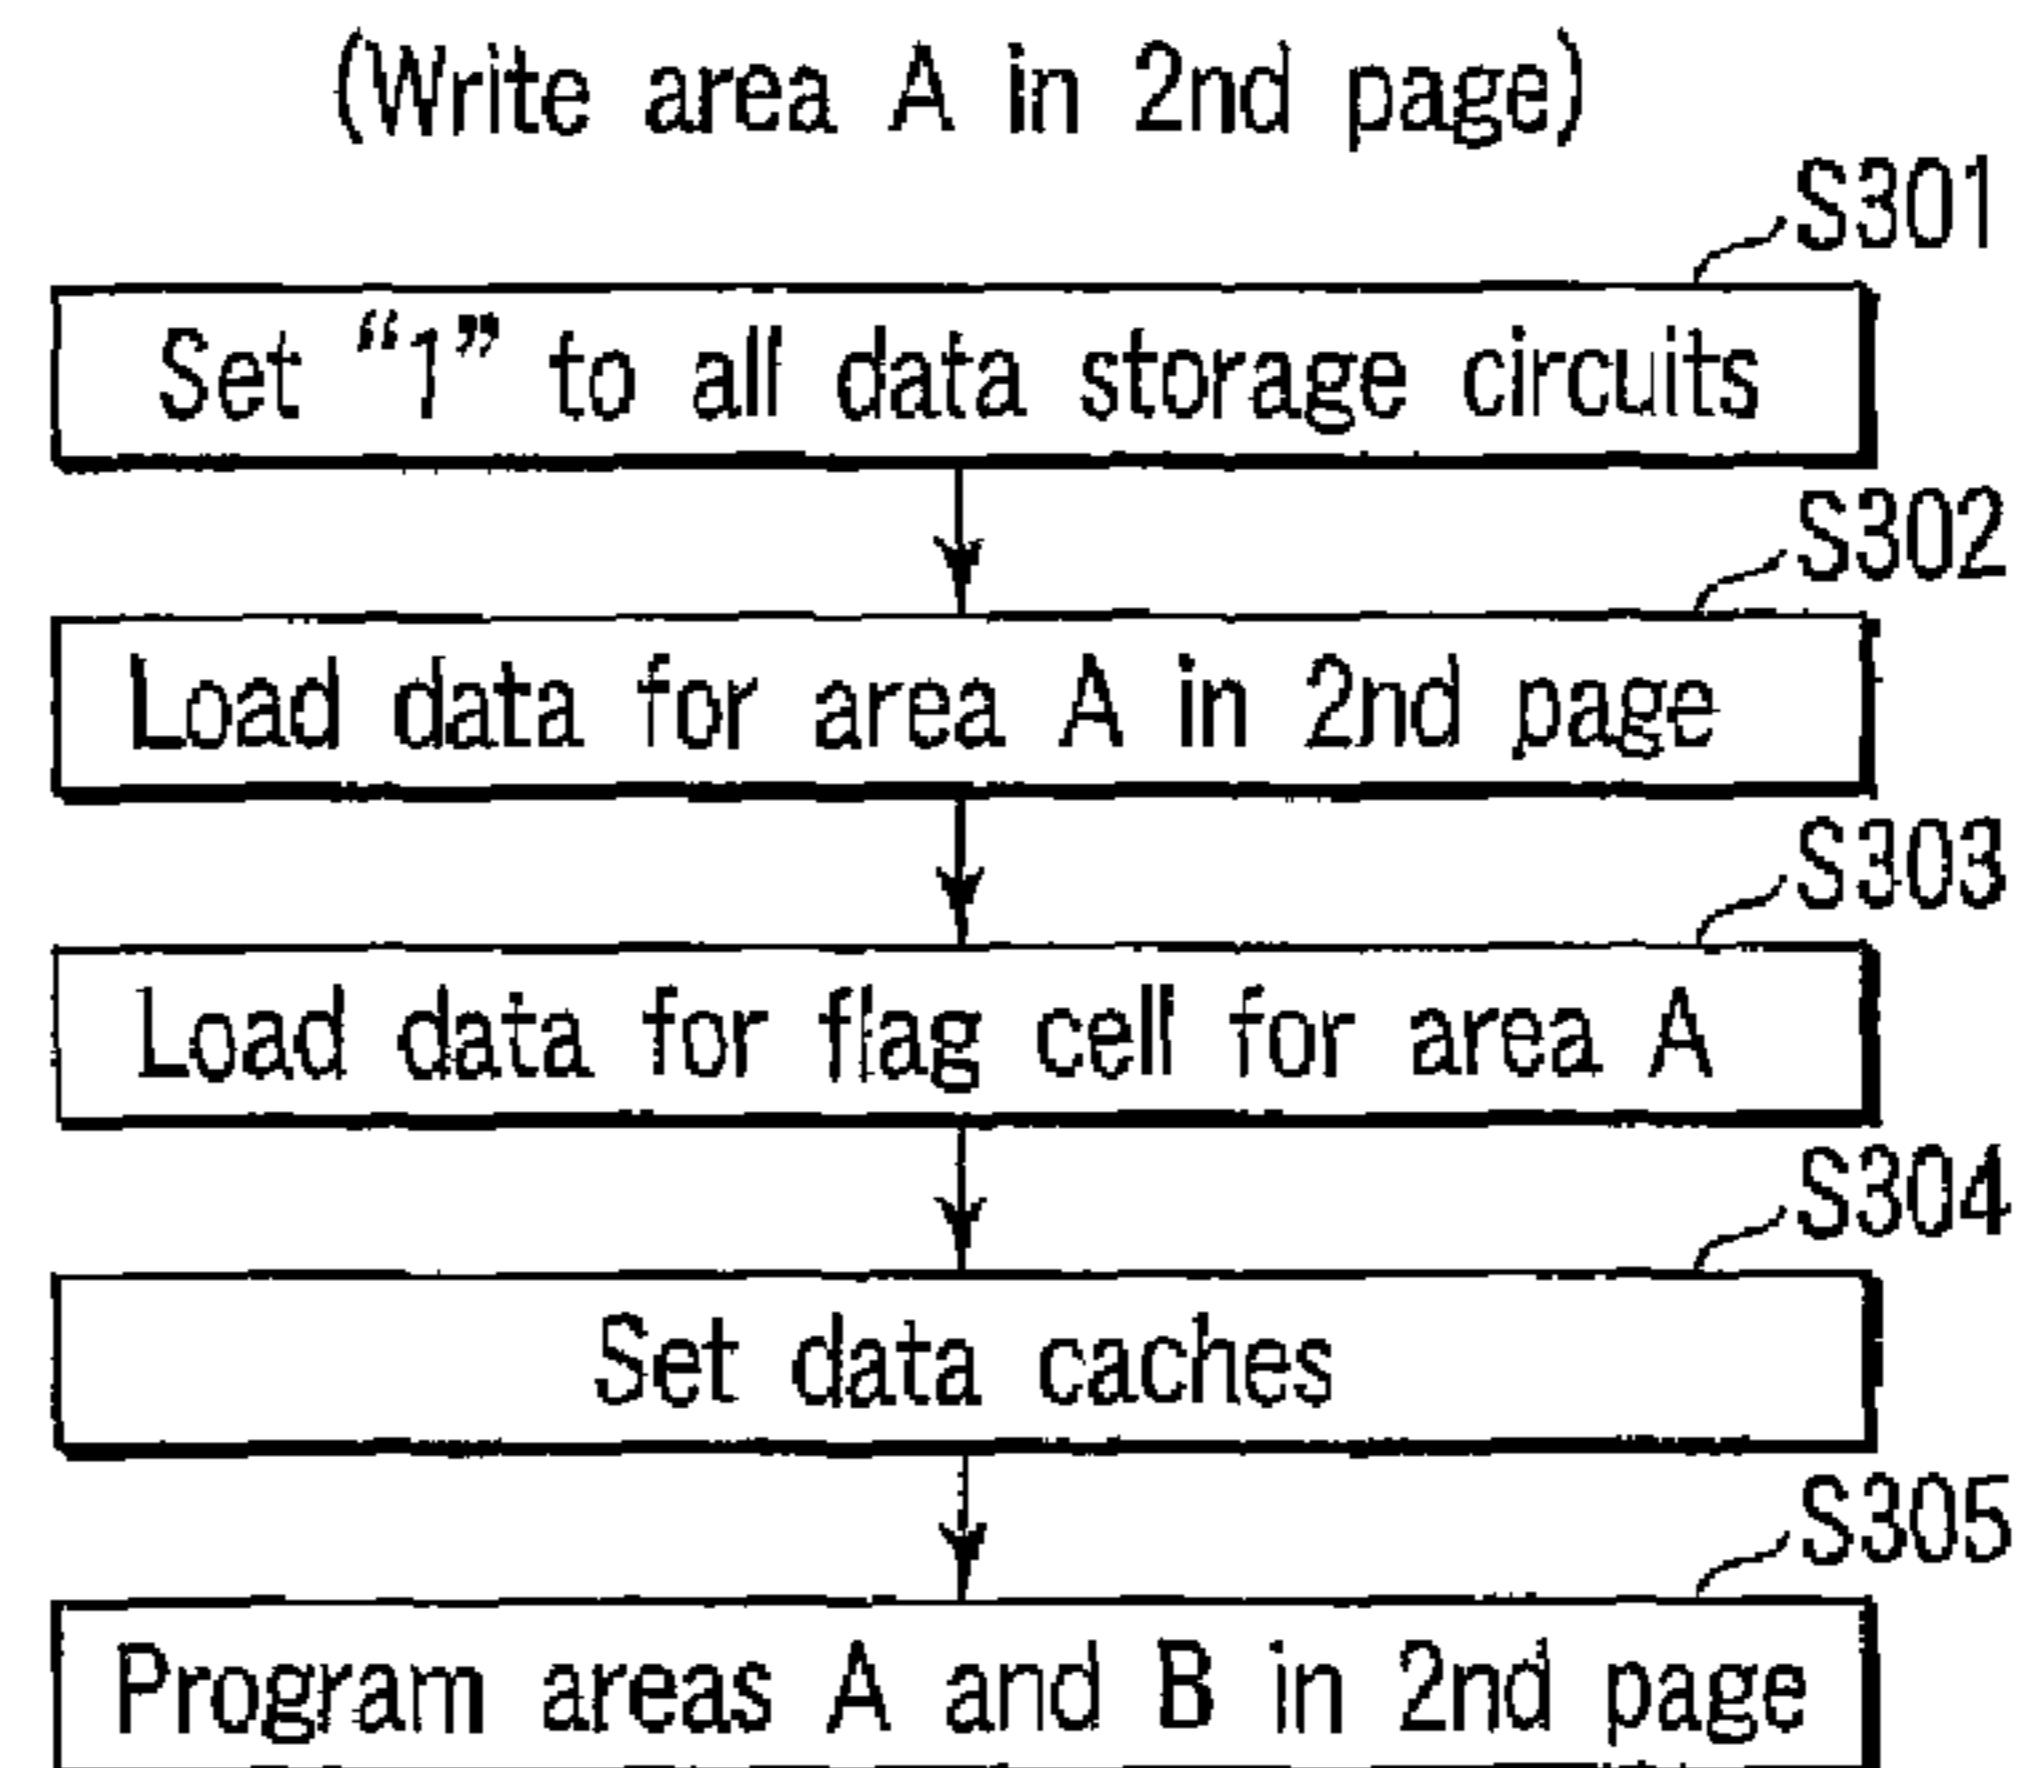 (Write area A in 2nd page)
S301
Set “1” to all data storage circuits
S302
Load data for area A in 2nd page
S303
Load data for flag cell for area A
S304
Set data caches
S305
Program areas A and B in 2nd page